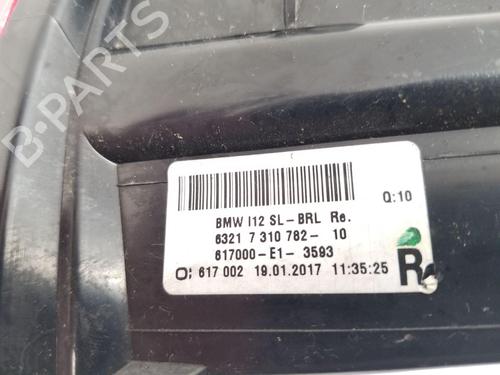 B-PARTS
Q:10
BMW I12 SL-BRL Re.
6321 7 310 782- 10
617000-E1- 3593
O; 617 002 19.01.2017 11:35:25
Re